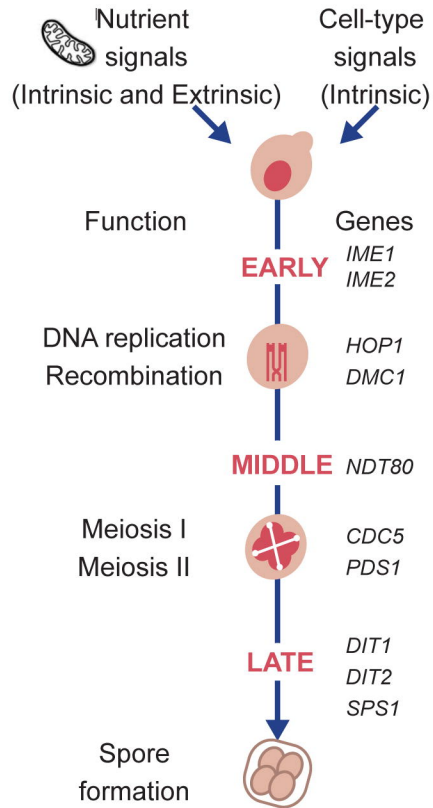 Nutrient
signals
(Intrinsic and Extrinsic)
Cell-type
signals
(Intrinsic)
Function
Genes
EARLY
IME1
IME2
DNA replication
Recombination
HOP1
DMC1
MIDDLE
NDT80
Meiosis I
Meiosis II
CDC5
PDS1
LATE
DIT1
DIT2
SPS1
Spore
formation